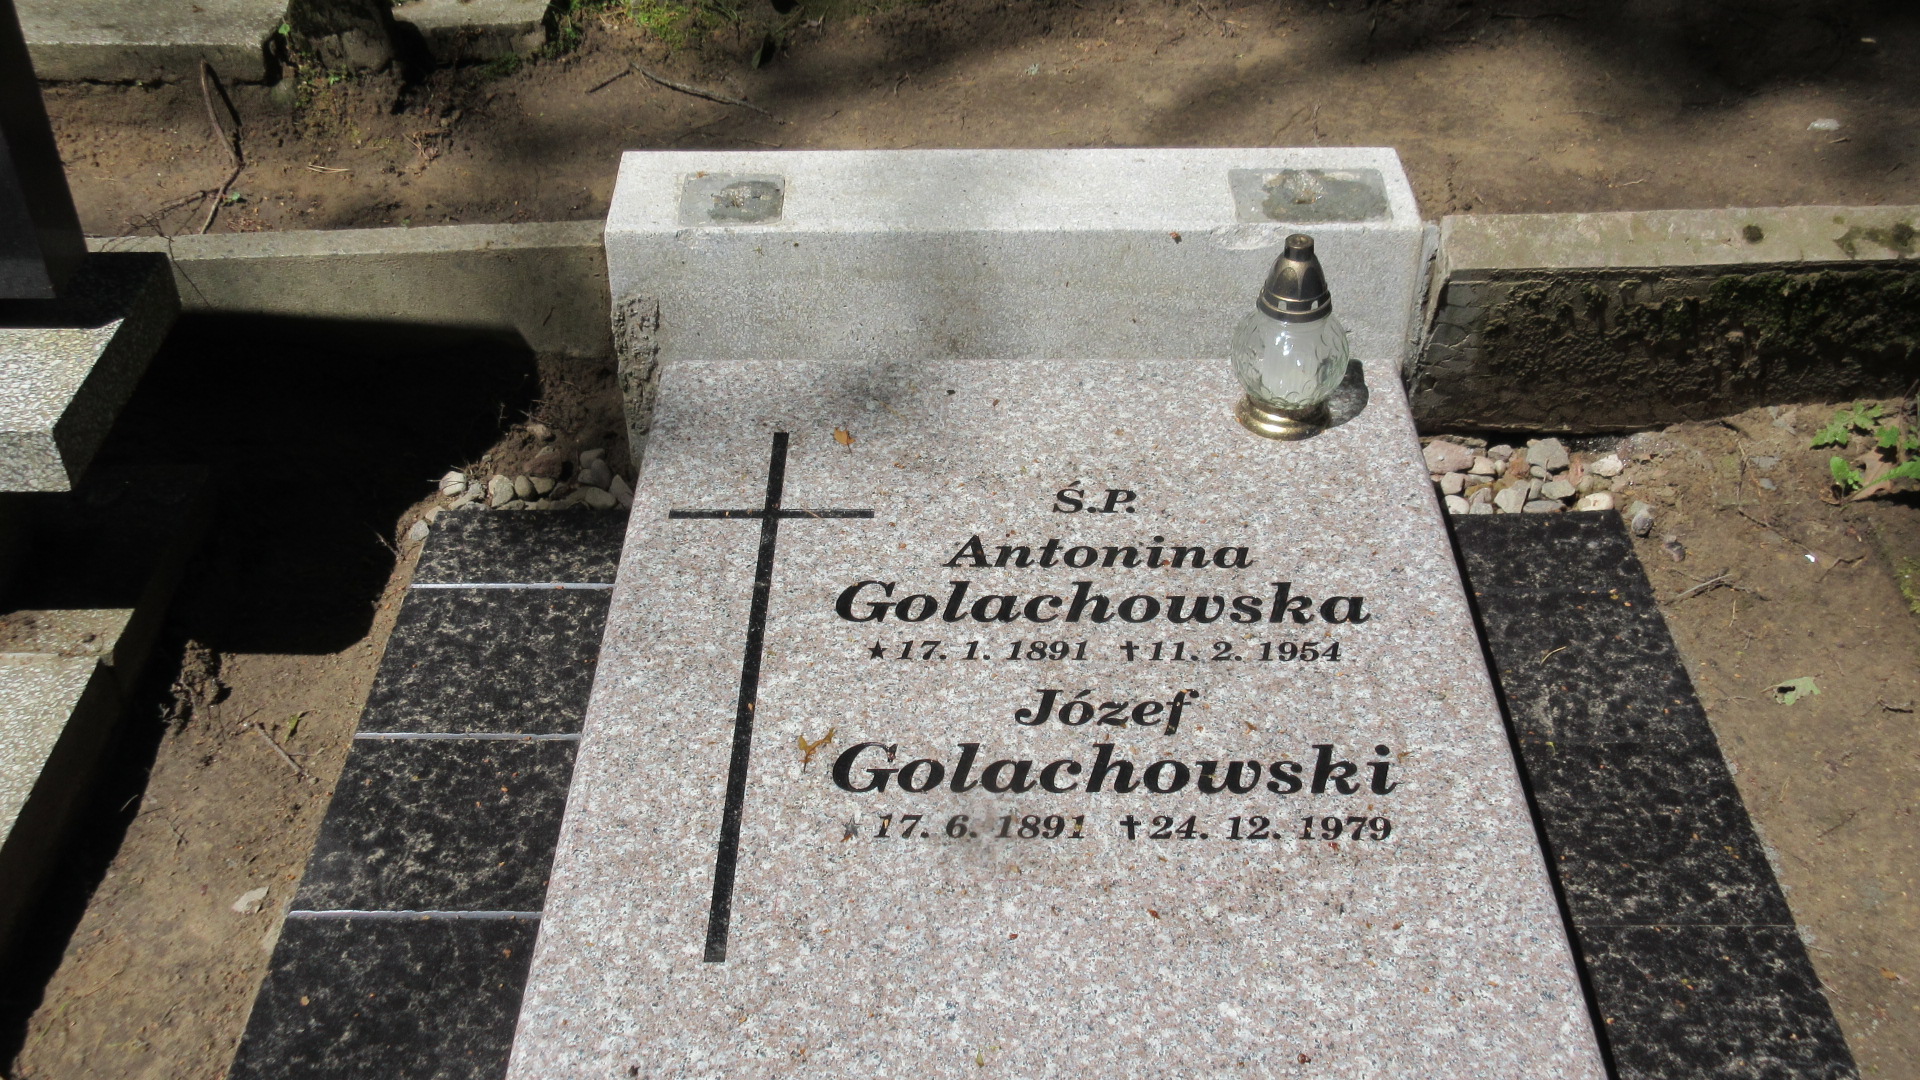 Ś.P.
Antonina
Golachowska
★ 17. 1. 1891 ✝ 11. 2. 1954
Józef
Golachowski
★ 17. 6. 1891 ✝ 24. 12. 1979